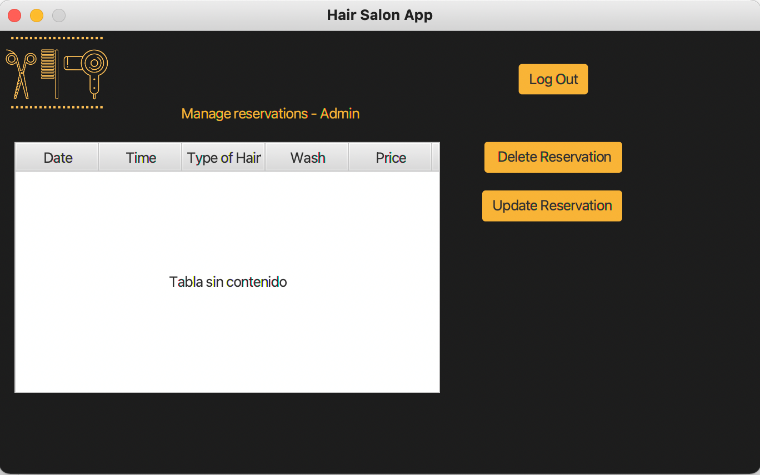 Hair Salon App
Log Out
Manage reservations - Admin
Date Time Type of Hair Wash Price
Delete Reservation
Update Reservation
Tabla sin contenido